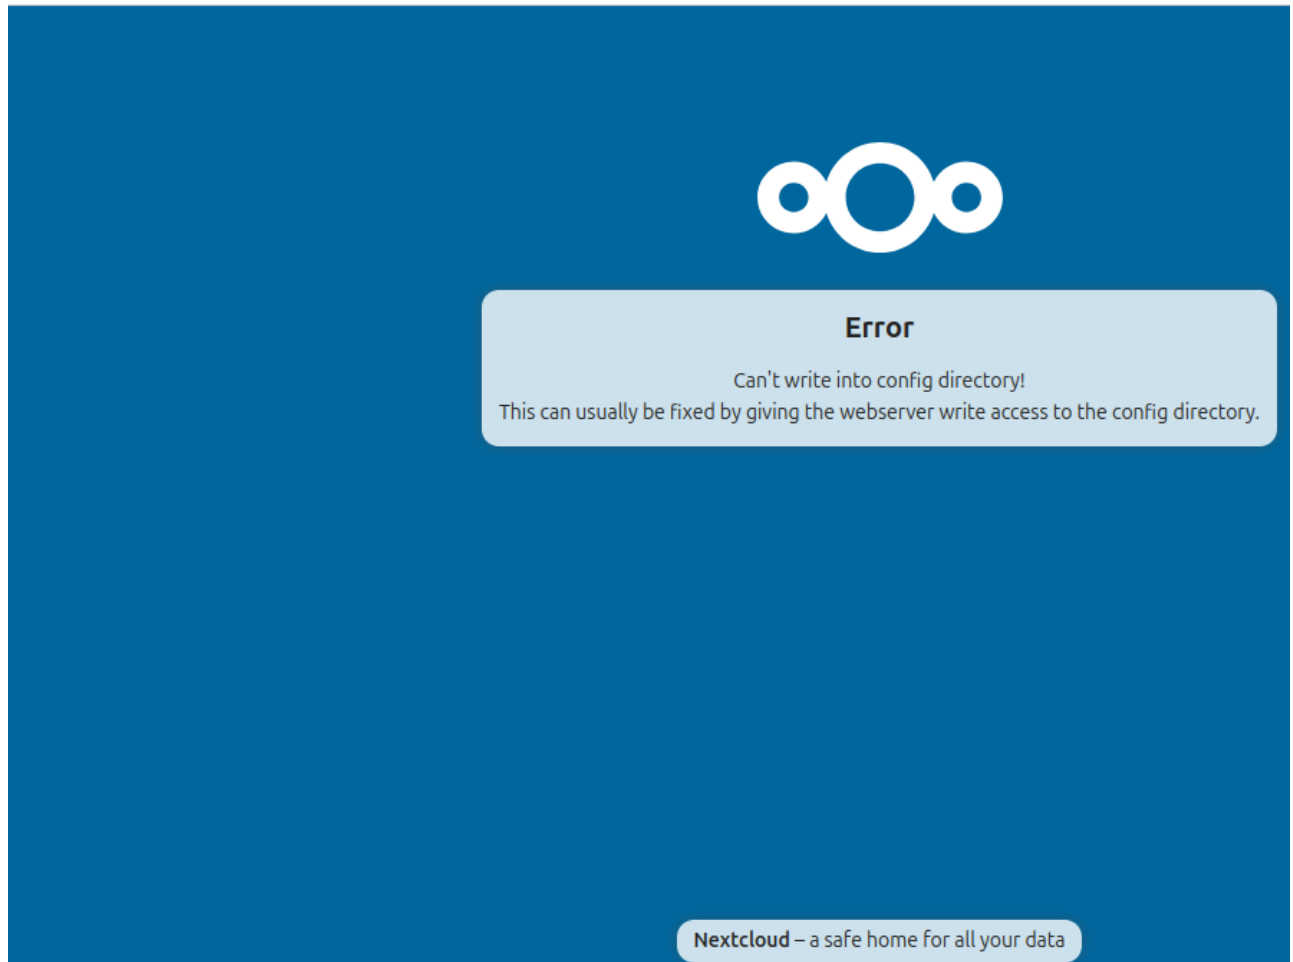 Error
Can't write into config directory!
This can usually be fixed by giving the webserver write access to the config directory.
Nextcloud – a safe home for all your data